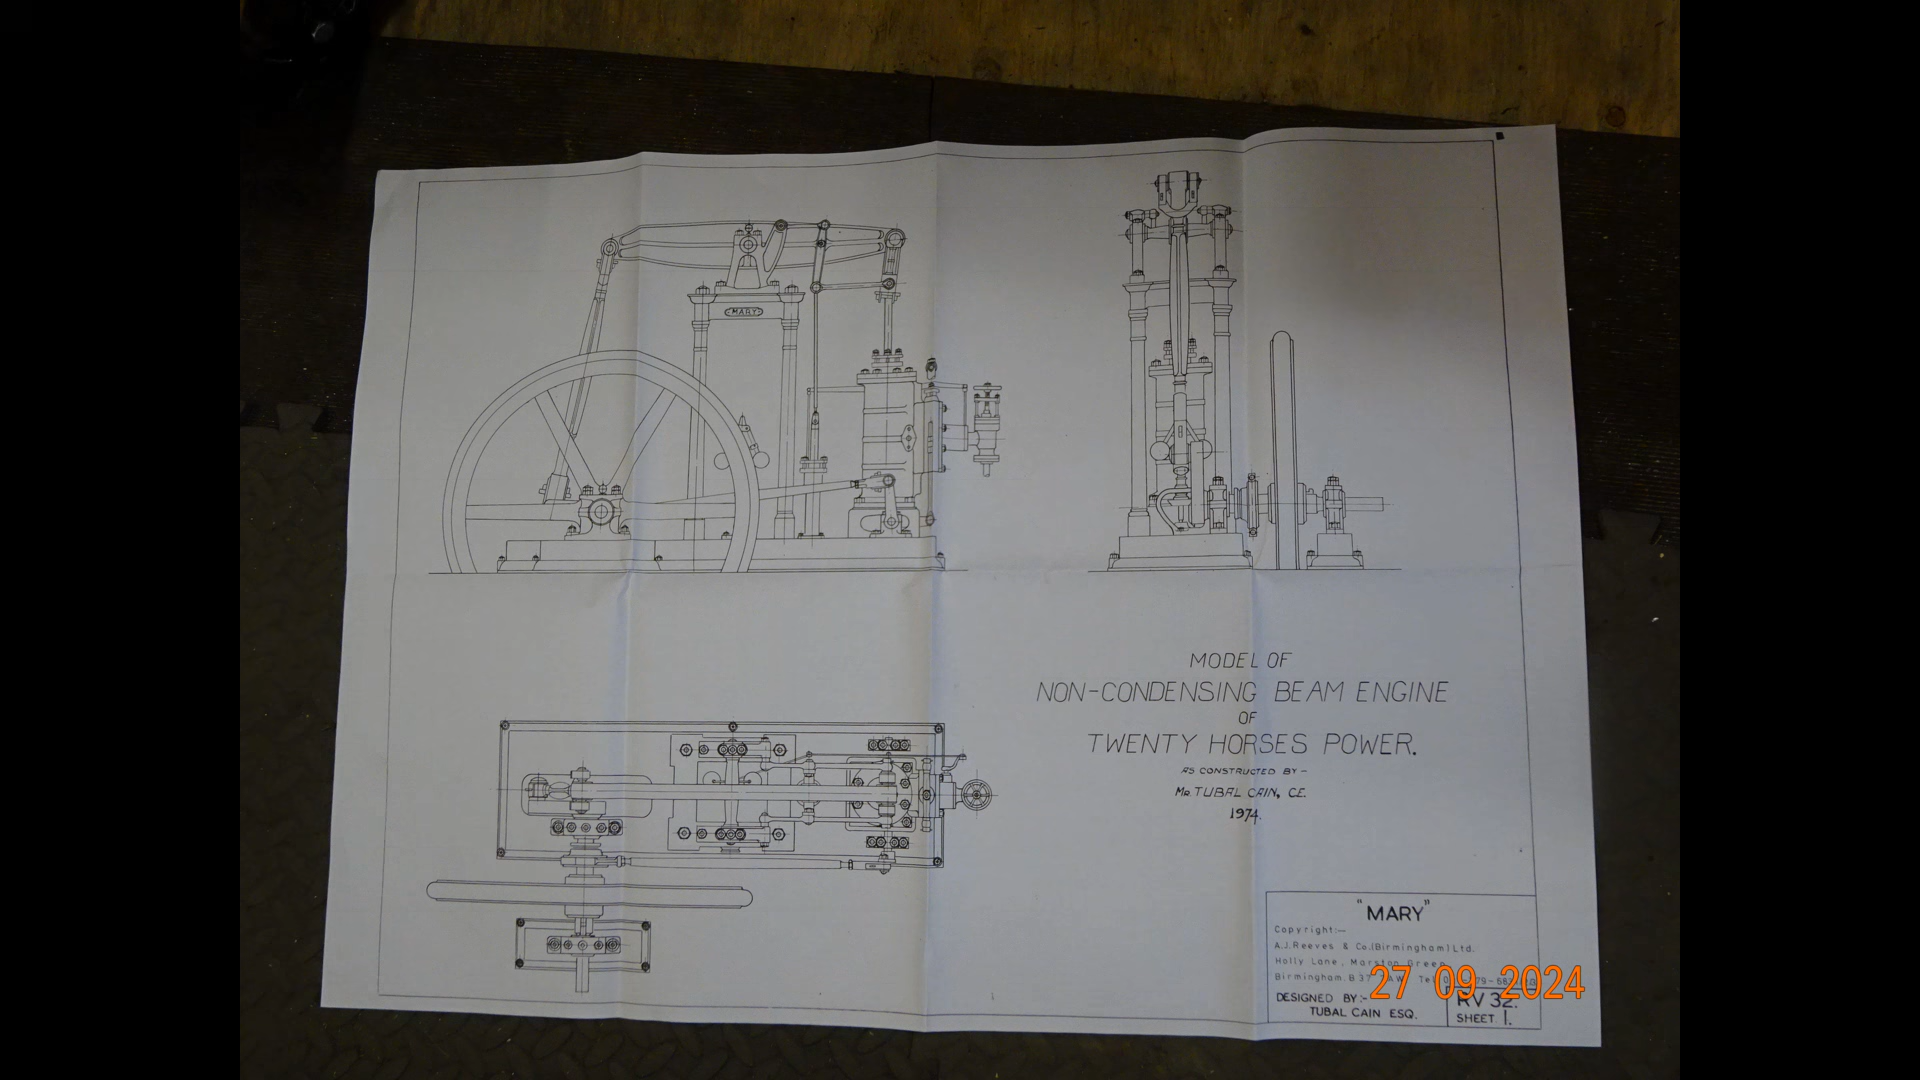 MARY
MODEL OF
NON-CONDENSING BEAM ENGINE
OF
TWENTY HORSES POWER.
AS CONSTRUCTED BY -
MR. TUBAL CAIN, C.E.
1974.
"MARY"
Copyright:-
A.J.Reeves & Co.(Birmingham) Ltd.
Holly Lane, Marston Green
Birmingham. B37
27 09 2024
DESIGNED BY:-
TUBAL CAIN ESQ.
RV 32.
SHEET 1.